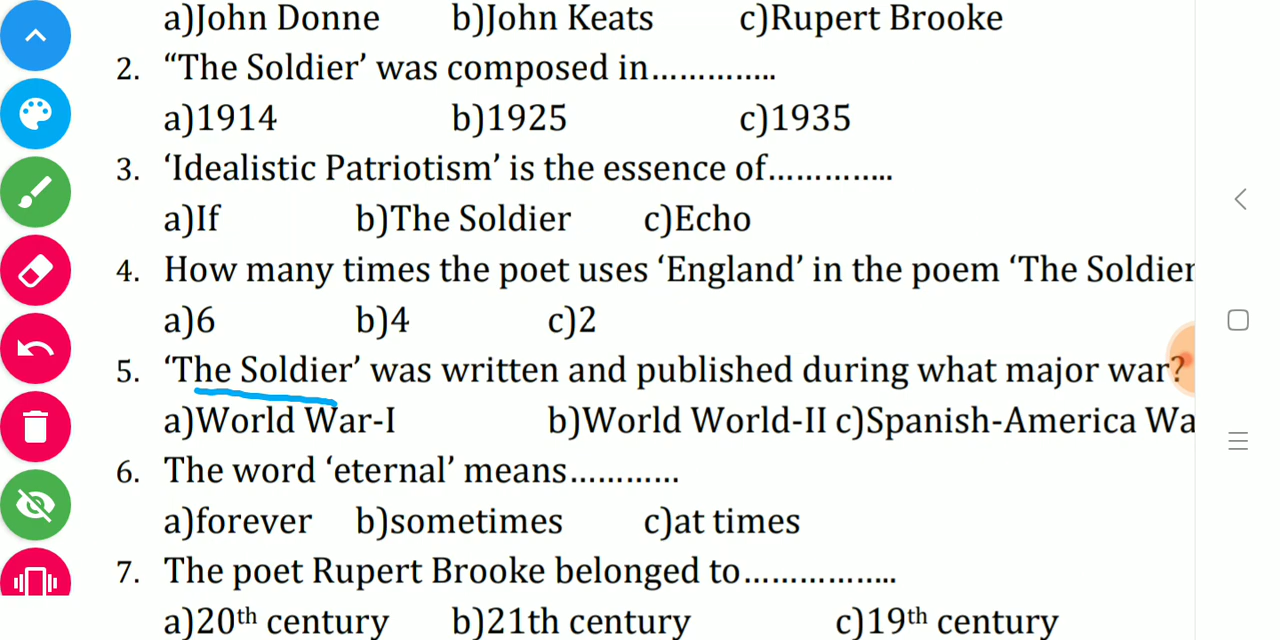 a)John Donne b)John Keats c)Rupert Brooke
2. “The Soldier’ was composed in..............
a)1914 b)1925 c)1935
3. ‘Idealistic Patriotism’ is the essence of..............
a)If b)The Soldier c)Echo
4. How many times the poet uses ‘England’ in the poem ‘The Soldier
a)6 b)4 c)2
5. ‘The Soldier’ was written and published during what major war?
a)World War-I b)World World-II c)Spanish-America Wa
6. The word ‘eternal’ means............
a)forever b)sometimes c)at times
7. The poet Rupert Brooke belonged to.................
a)20th century b)21th century c)19th century